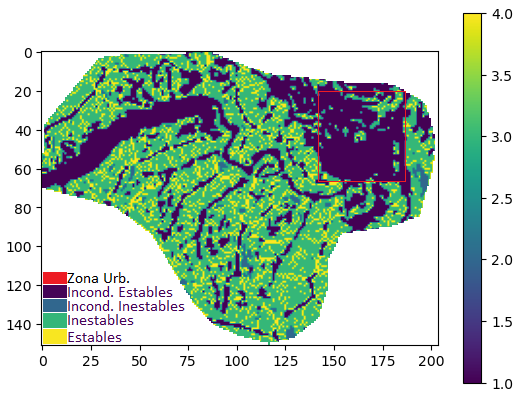 4.0
3.5
3.0
2.5
2.0
1.5
1.0
0
20
40
60
80
100
120
140
Zona Urb.
Incond. Estables
Incond. Inestables
Inestables
Estables
0 25 50 75 100 125 150 175 200